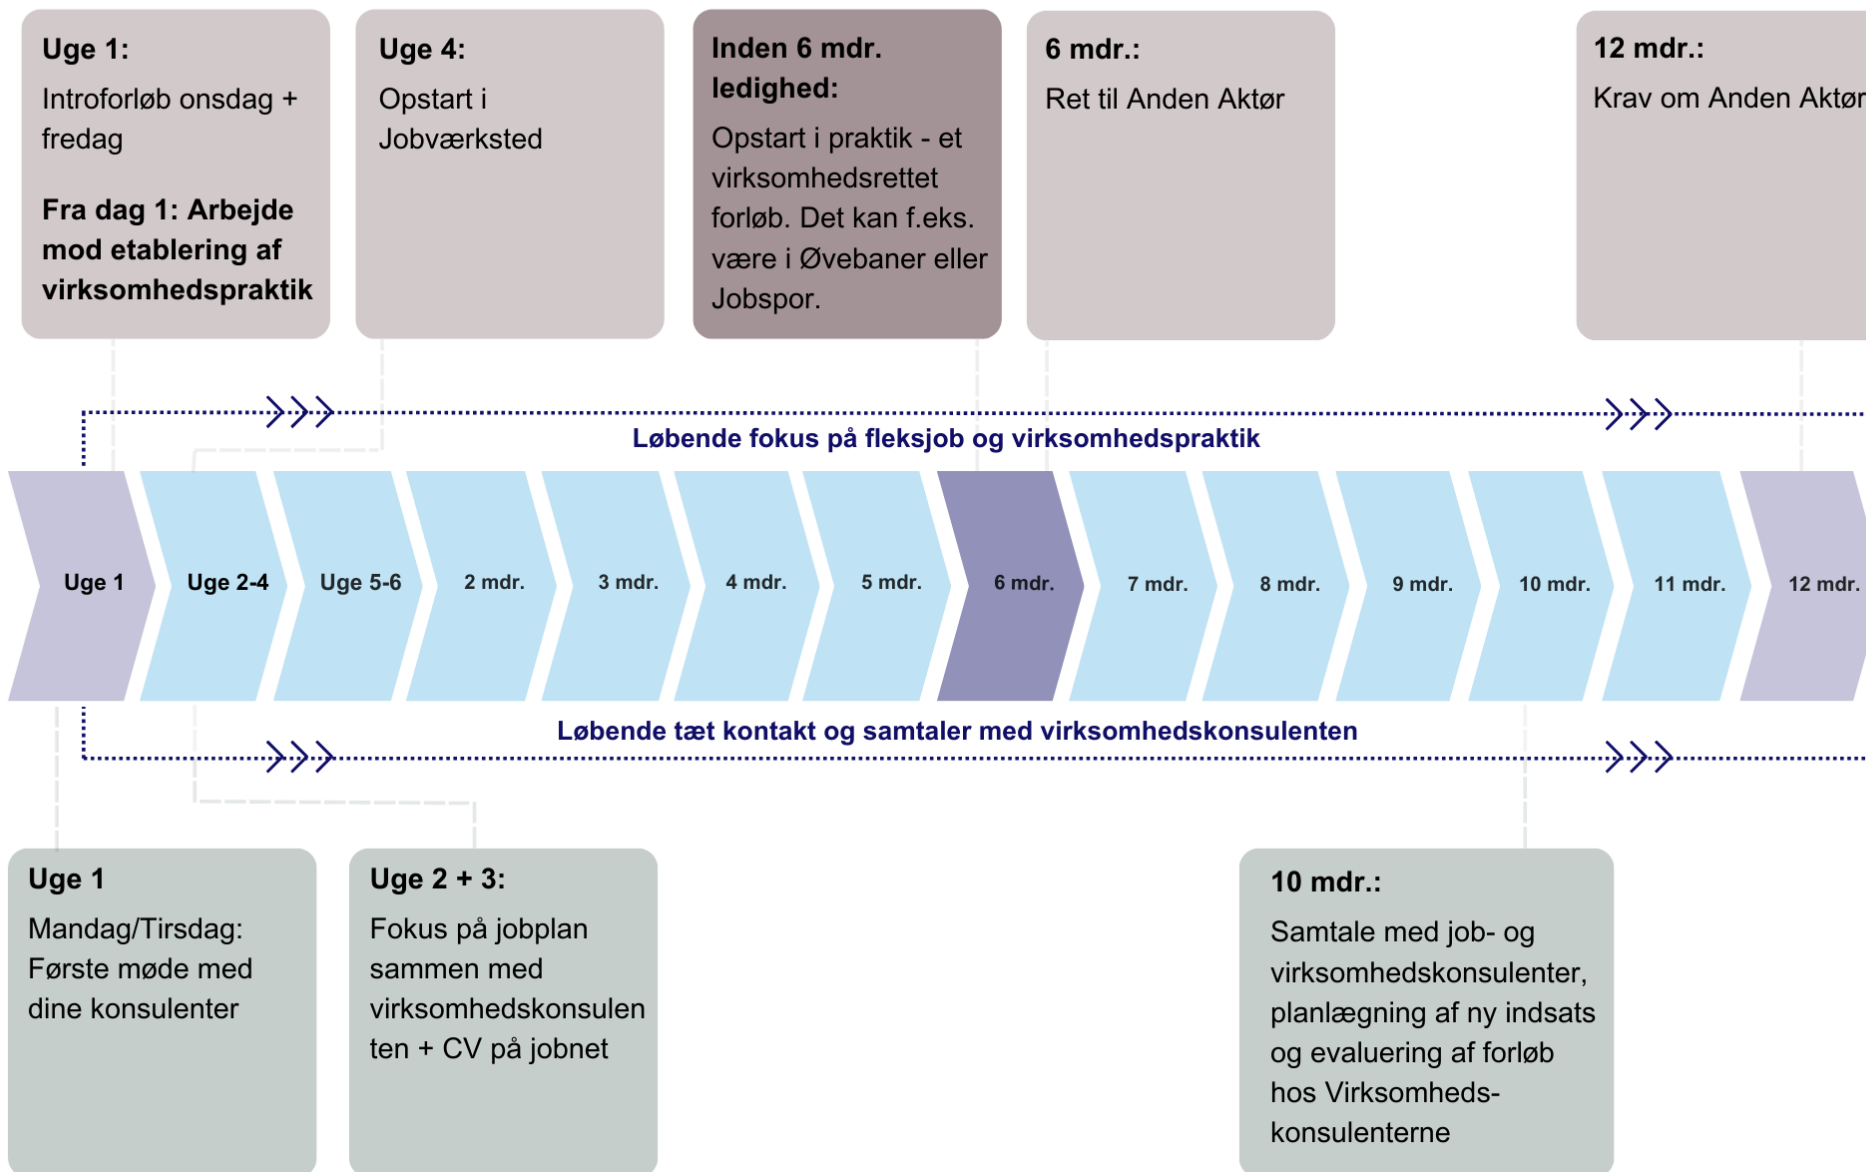 Uge 1:
Introforløb onsdag +
fredag
Fra dag 1: Arbejde
mod etablering af
virksomhedspraktik
Uge 4:
Opstart i
Jobværksted
Inden 6 mdr.
ledighed:
Opstart i praktik - et
virksomhedsrettet
forløb. Det kan f.eks.
være i Øvebaner eller
Jobspor.
6 mdr.:
Ret til Anden Aktør
12 mdr.:
Krav om Anden Aktør
Løbende fokus på fleksjob og virksomhedspraktik
Uge 1
Uge 2-4
Uge 5-6
2 mdr.
3 mdr.
4 mdr.
5 mdr.
6 mdr.
7 mdr.
8 mdr.
9 mdr.
10 mdr.
11 mdr.
12 mdr.
Løbende tæt kontakt og samtaler med virksomhedskonsulenten
Uge 1
Mandag/Tirsdag:
Første møde med
dine konsulenter
Uge 2 + 3:
Fokus på jobplan
sammen med
virksomhedskonsulen
ten + CV på jobnet
10 mdr.:
Samtale med job- og
virksomhedskonsulenter,
planlægning af ny indsats
og evaluering af forløb
hos Virksomheds-
konsulenterne